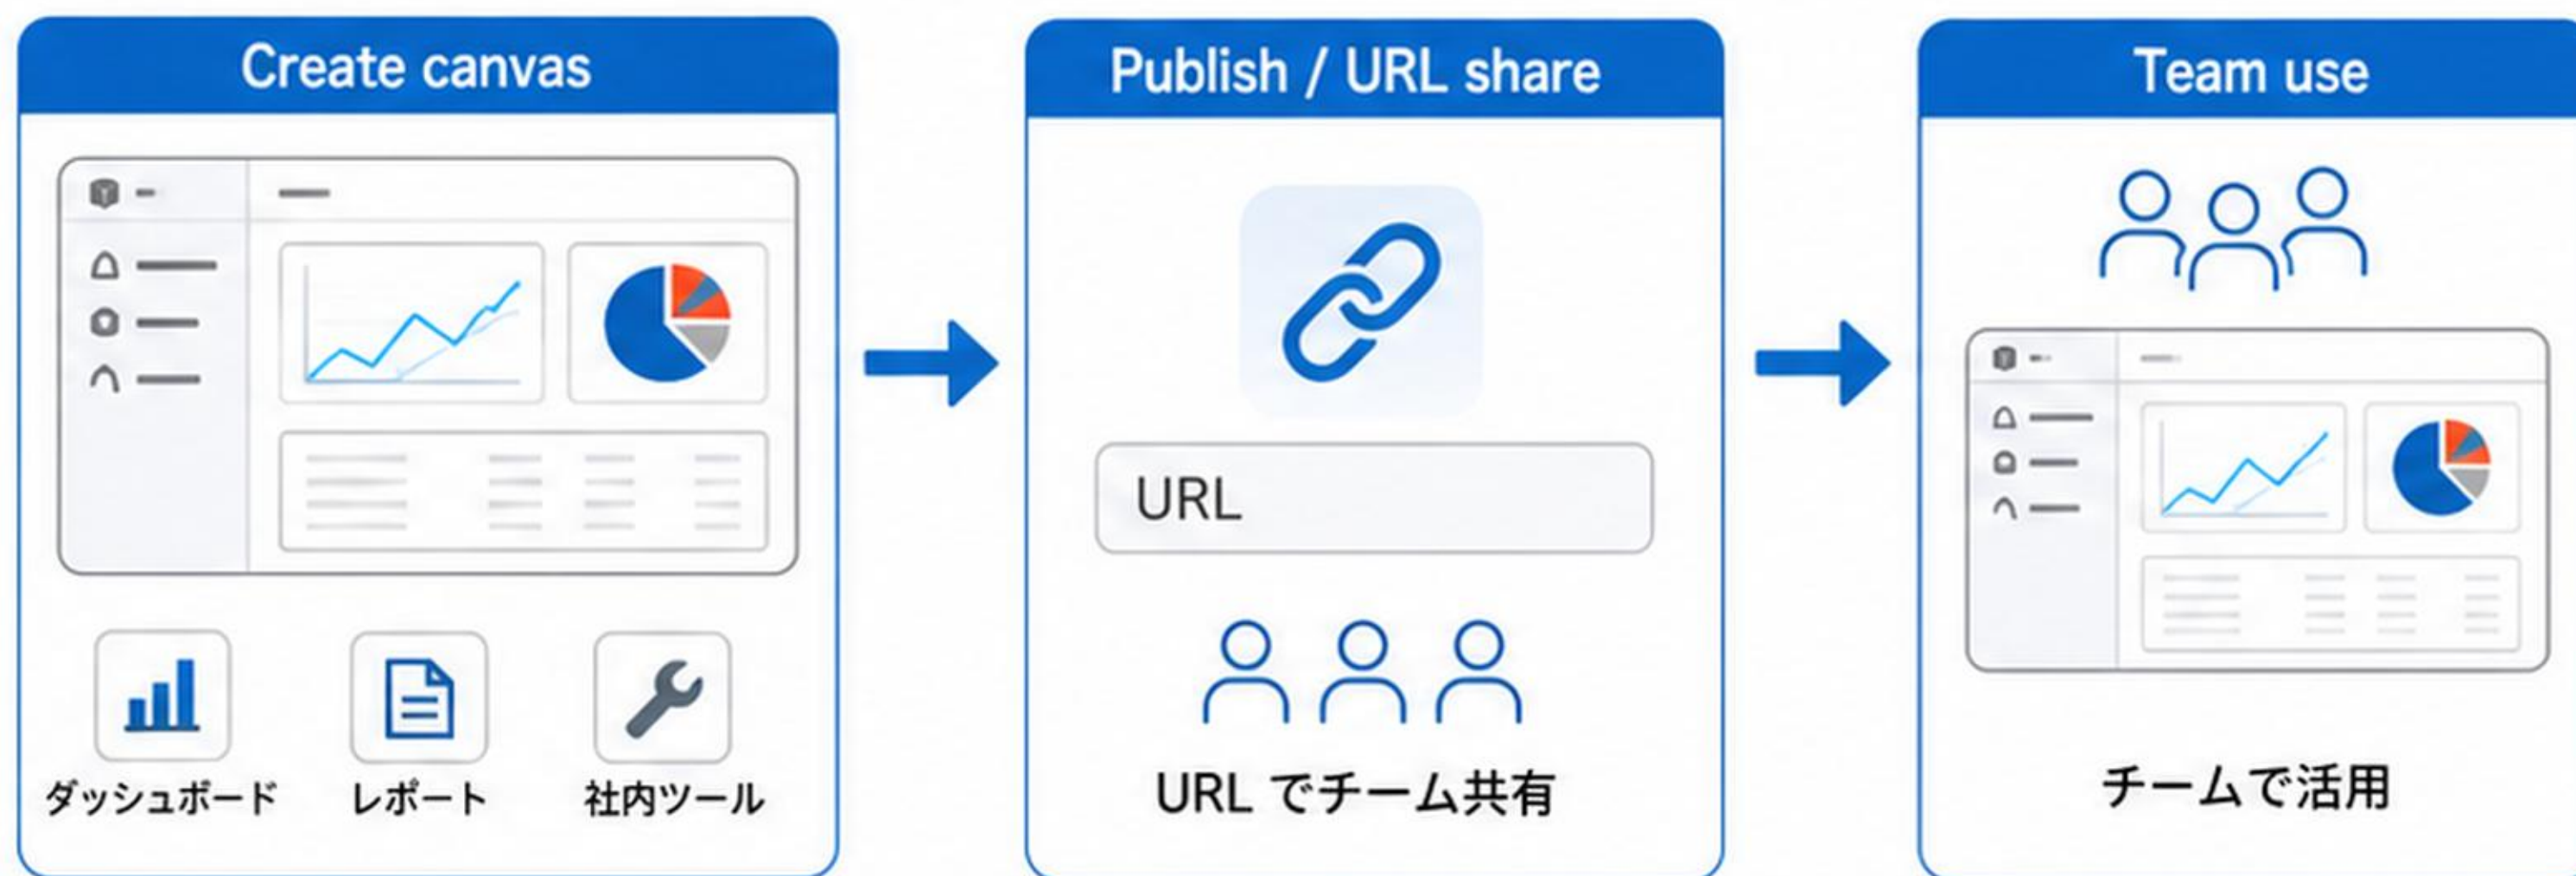 Create canvas
ダッシュボード
レポート
社内ツール
Publish / URL share
URL
URL でチーム共有
Team use
チームで活用